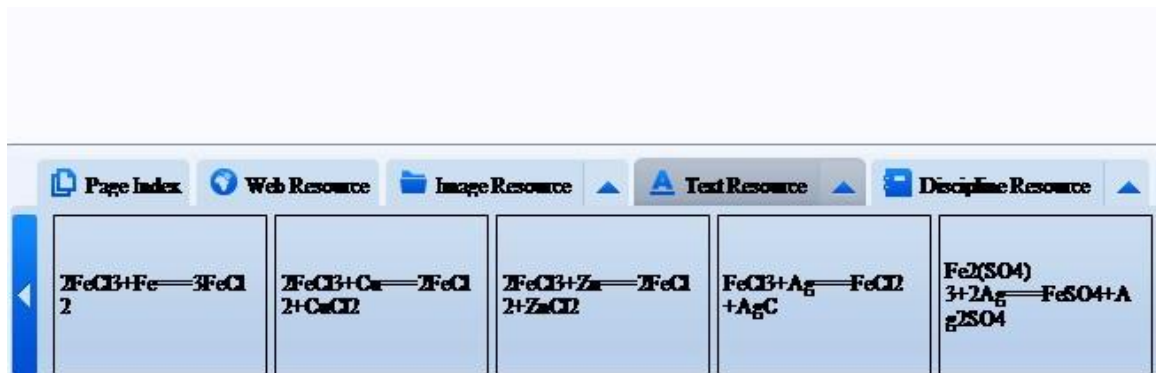 Page Index
Web Resource
Image Resource
Text Resource
Discipline Resource
2FeCl3+Fe══3FeCl
2
2FeCl3+Cu══2FeCl
2+CuCl2
2FeCl3+Zn══2FeCl
2+ZnCl2
FeCl3+Ag══FeCl2
+AgC
Fe2(SO4)
3+2Ag══FeSO4+A
g2SO4